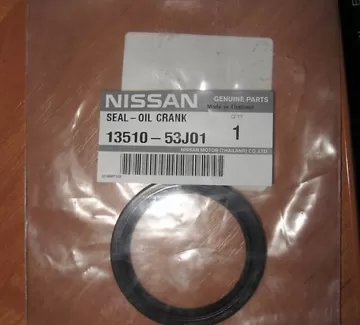 NISSAN GENUINE PARTS
Made in Thailand
SEAL-OIL CRANK
13510-53J01 1
NISSAN MOTOR (THAILAND) CO.,LTD.